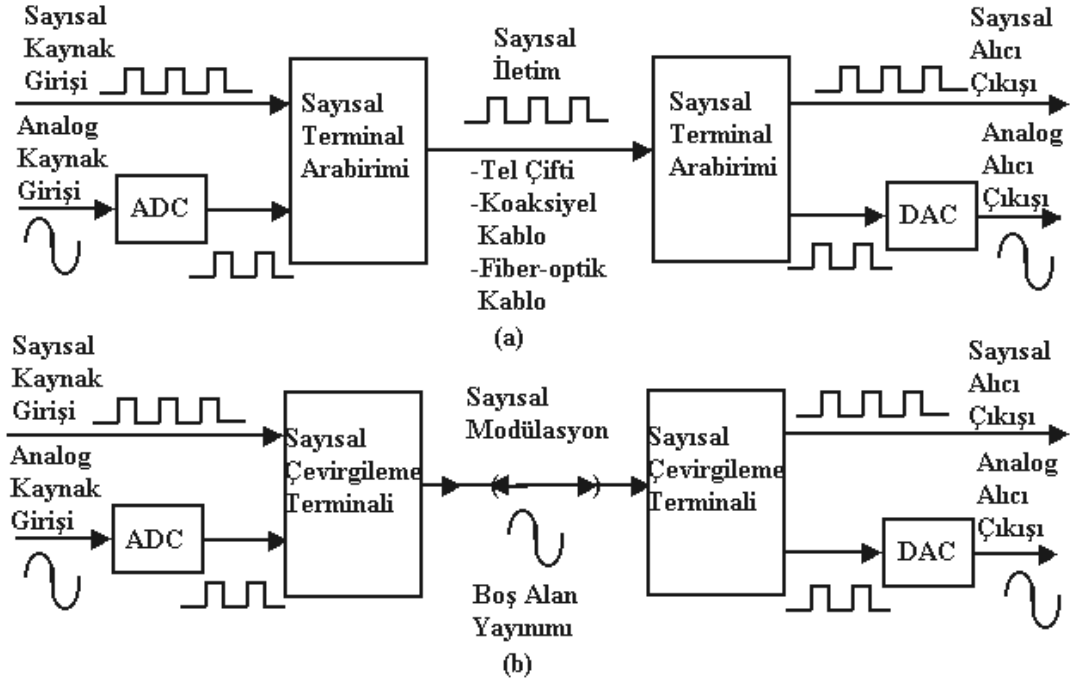 Sayısal
Kaynak
Girişi
Analog
Kaynak
Girişi
ADC
Sayısal
Terminal
Arabirimi
Sayısal
İletim
-Tel Çifti
-Koaksiyel
Kablo
-Fiber-optik
Kablo
Sayısal
Terminal
Arabirimi
Sayısal
Alıcı
Çıkışı
Analog
Alıcı
Çıkışı
DAC
(a)
Sayısal
Kaynak
Girişi
Analog
Kaynak
Girişi
ADC
Sayısal
Çevirgileme
Terminali
Sayısal
Modülasyon
Boş Alan
Yayınımı
Sayısal
Çevirgileme
Terminali
Sayısal
Alıcı
Çıkışı
Analog
Alıcı
Çıkışı
DAC
(b)